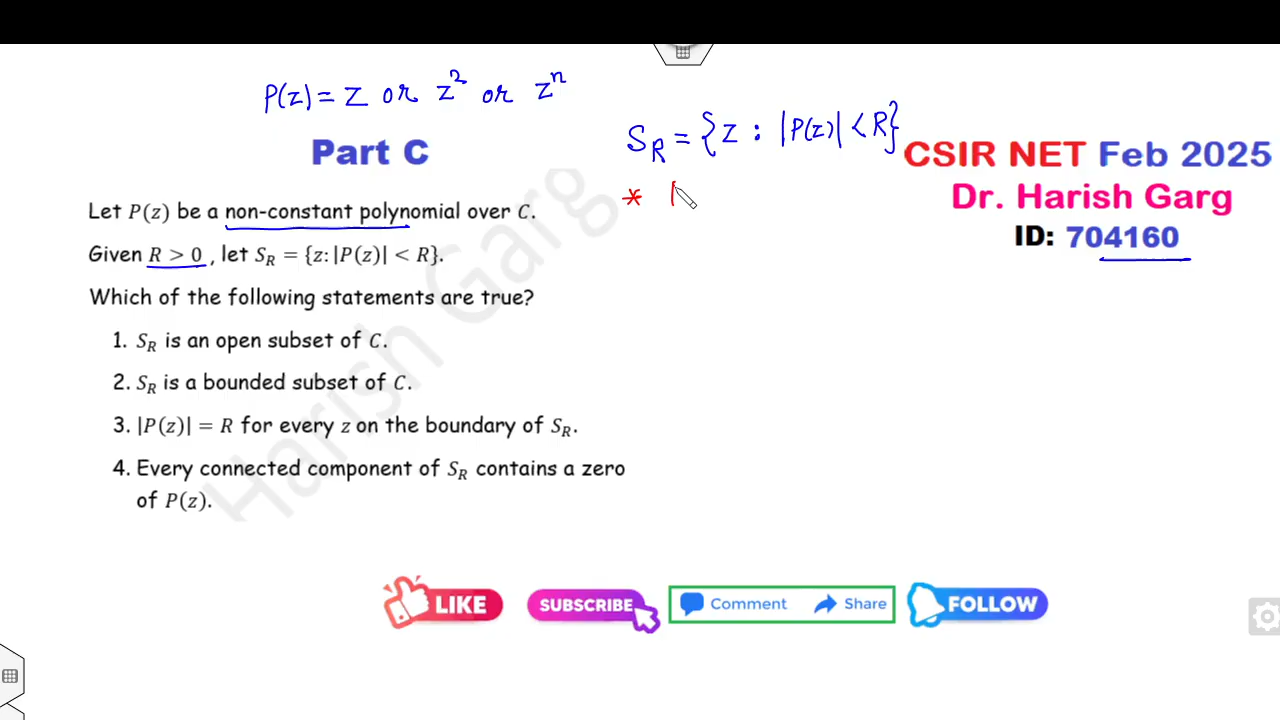 P(z) = Z or z² or zⁿ
S_R = {z : |P(z)| < R}
*
Part C
CSIR NET Feb 2025
Dr. Harish Garg
ID: 704160
Let P(z) be a non-constant polynomial over C.
Given R > 0 , let S_R = {z: |P(z)| < R}.
Which of the following statements are true?
1. S_R is an open subset of C.
2. S_R is a bounded subset of C.
3. |P(z)| = R for every z on the boundary of S_R.
4. Every connected component of S_R contains a zero
of P(z).
Harish Garg
LIKE
SUBSCRIBE
Comment
Share
FOLLOW